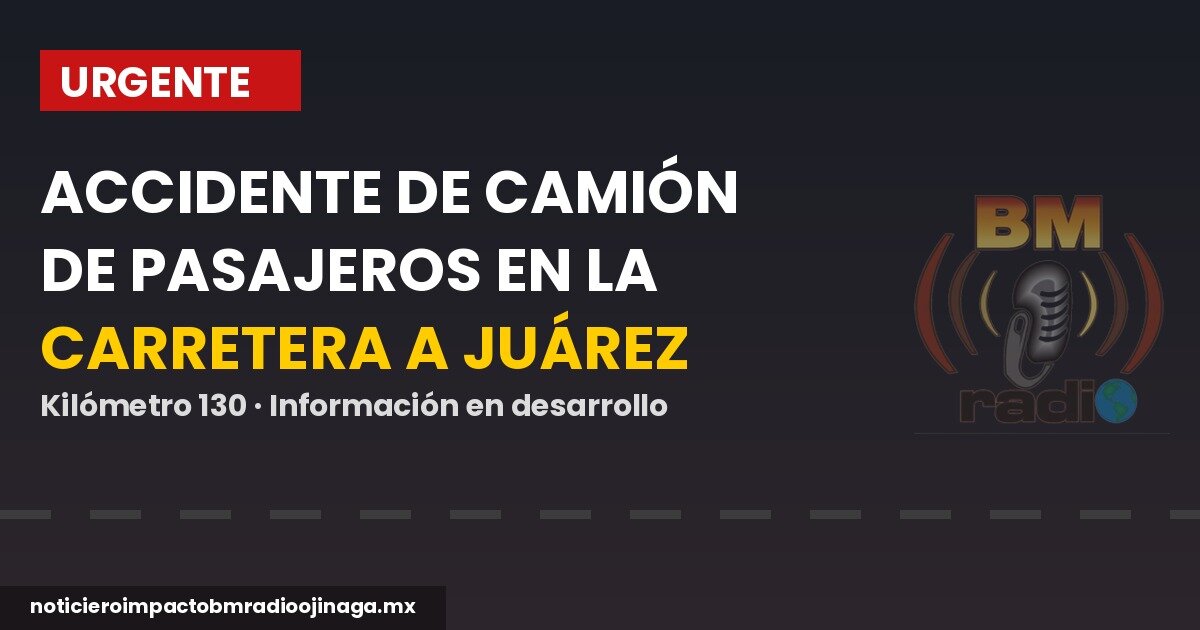 URGENTE
ACCIDENTE DE CAMIÓN
DE PASAJEROS EN LA
CARRETERA A JUÁREZ
Kilómetro 130 · Información en desarrollo
BM
radio
noticieroimpactobmradioojinaga.mx